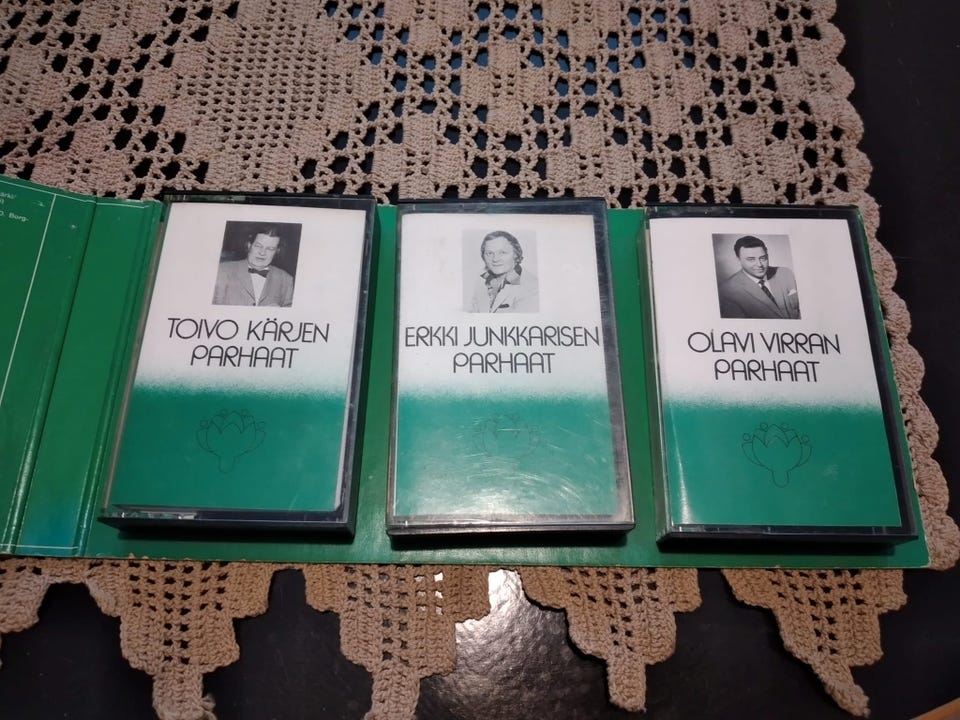 TOIVO KÄRJEN
PARHAAT
ERKKI JUNKKARISEN
PARHAAT
OLAVI VIRRAN
PARHAAT